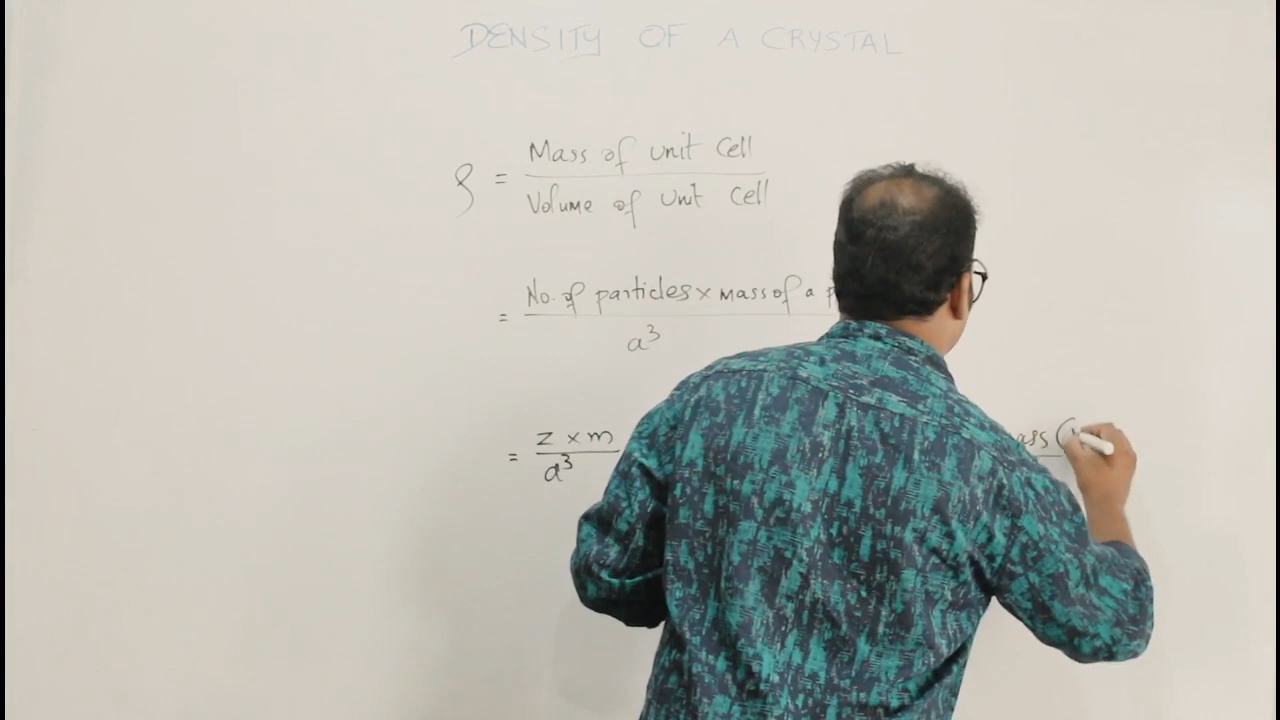 DENSITY OF A CRYSTAL
ρ = Mass of unit cell
Volume of unit cell
= No. of particles × mass of a
a³
= z × m
a³